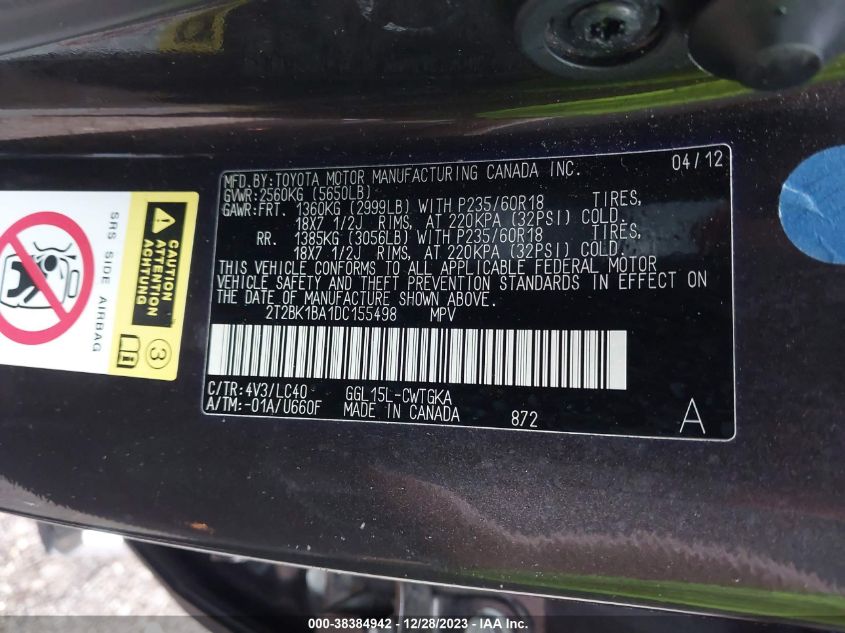 MFD.BY:TOYOTA MOTOR MANUFACTURING CANADA INC. 04/12
GVWR:2560KG (5650LB)
GAWR:FRT. 1360KG (2999LB) WITH P235/60R18 TIRES,
18X7 1/2J RIMS, AT 220KPA (32PSI) COLD.
RR. 1385KG (3056LB) WITH P235/60R18 TIRES,
18X7 1/2J RIMS, AT 220KPA (32PSI) COLD.
THIS VEHICLE CONFORMS TO ALL APPLICABLE FEDERAL MOTOR
VEHICLE SAFETY AND THEFT PREVENTION STANDARDS IN EFFECT ON
THE DATE OF MANUFACTURE SHOWN ABOVE.
2T2BK1BA1DC155498 MPV
C/TR:4V3/LC40 GGL15L-CWTGKA
A/TM:-01A/U660F MADE IN CANADA 872 A
SRS SIDE AIRBAG
CAUTION
ATTENTION
ACHTUNG
3
000-38384942 - 12/28/2023 - IAA Inc.